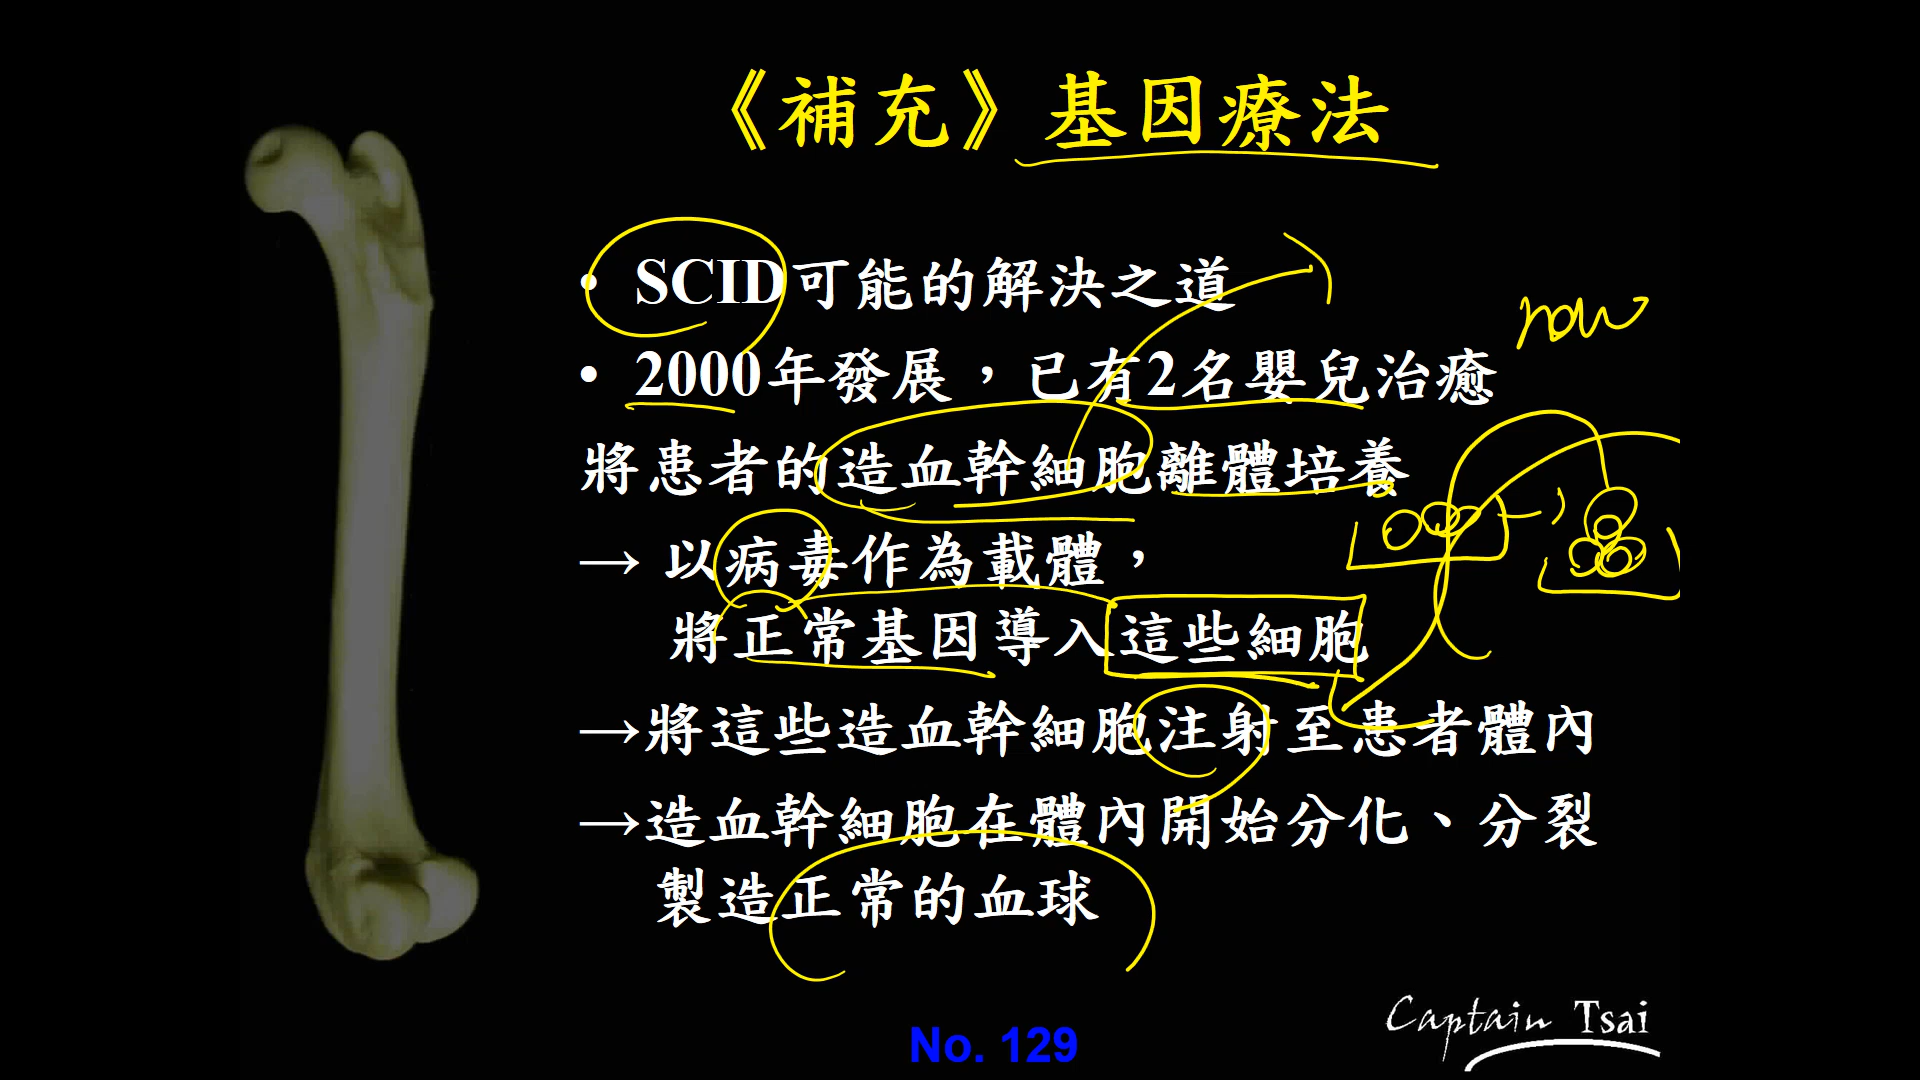 《補充》基因療法
• SCID可能的解決之道
• 2000年發展，已有2名嬰兒治癒
將患者的造血幹細胞離體培養
→ 以病毒作為載體，
將正常基因導入這些細胞
→將這些造血幹細胞注射至患者體內
→造血幹細胞在體內開始分化、分裂
製造正常的血球
Captain Tsai
No. 129